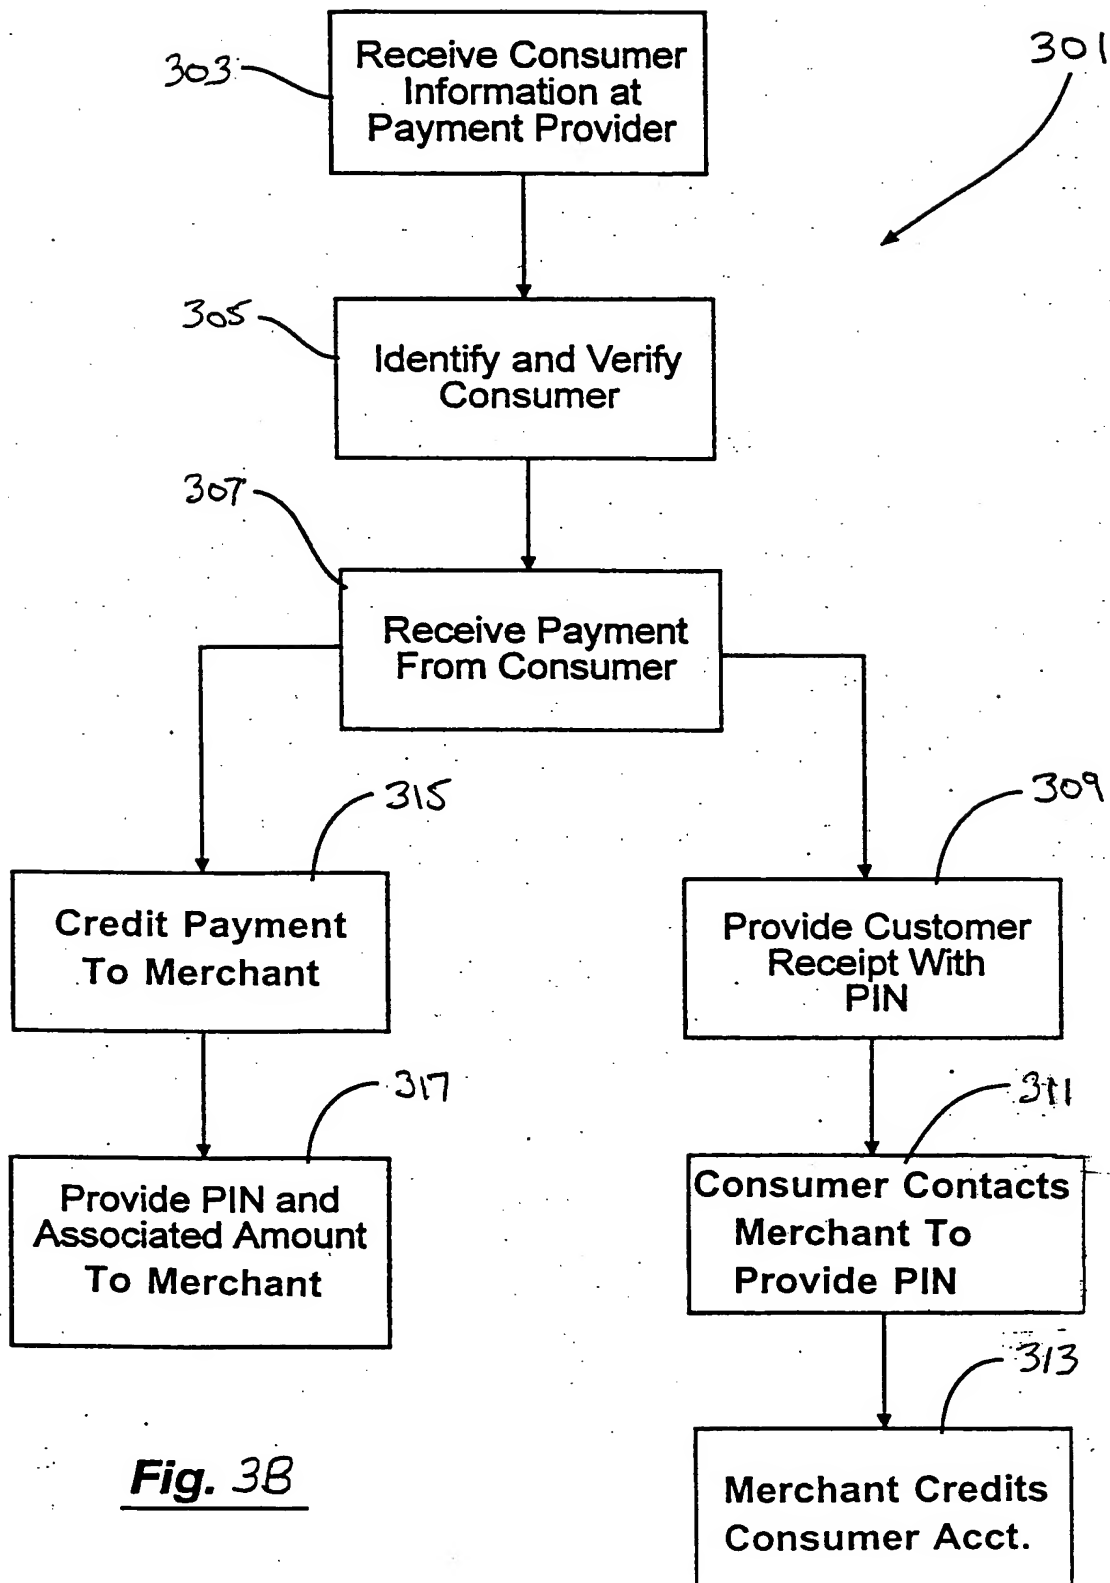 303
Receive Consumer
Information at
Payment Provider
301
305
Identify and Verify
Consumer
307
Receive Payment
From Consumer
315
309
Credit Payment
To Merchant
Provide Customer
Receipt With
PIN
317
311
Provide PIN and
Associated Amount
To Merchant
Consumer Contacts
Merchant To
Provide PIN
313
Merchant Credits
Consumer Acct.
Fig. 3B